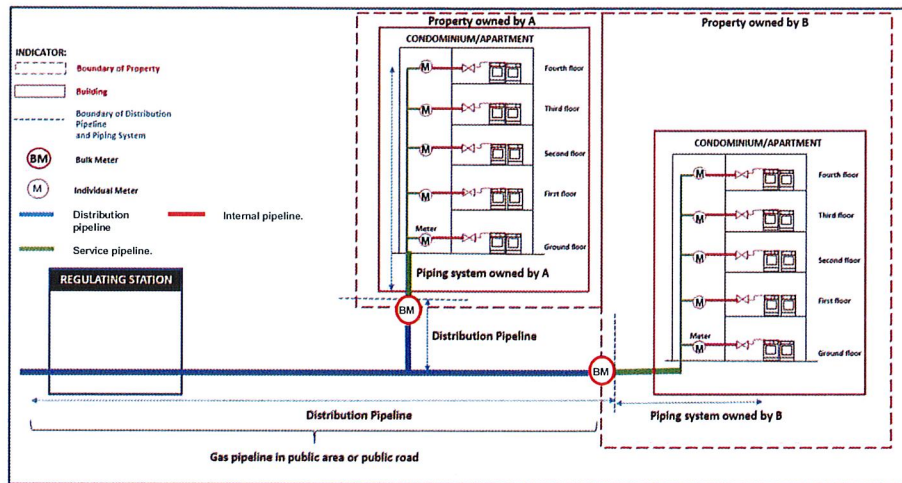 Property owned by A
Property owned by B
CONDOMINIUM/APARTMENT
INDICATOR:
Boundary of Property
Building
Boundary of Distribution
Pipeline
and Piping System
BM
Bulk Meter
M
Individual Meter
Distribution
pipeline
Internal pipeline.
Service pipeline.
M
Fourth floor
M
Third floor
M
Second floor
M
First floor
Meter
M
Ground floor
Piping system owned by A
CONDOMINIUM/APARTMENT
M
Fourth floor
M
Third floor
M
Second floor
M
First floor
Meter
M
Ground floor
REGULATING STATION
BM
Distribution Pipeline
BM
Distribution Pipeline
Piping system owned by B
Gas pipeline in public area or public road